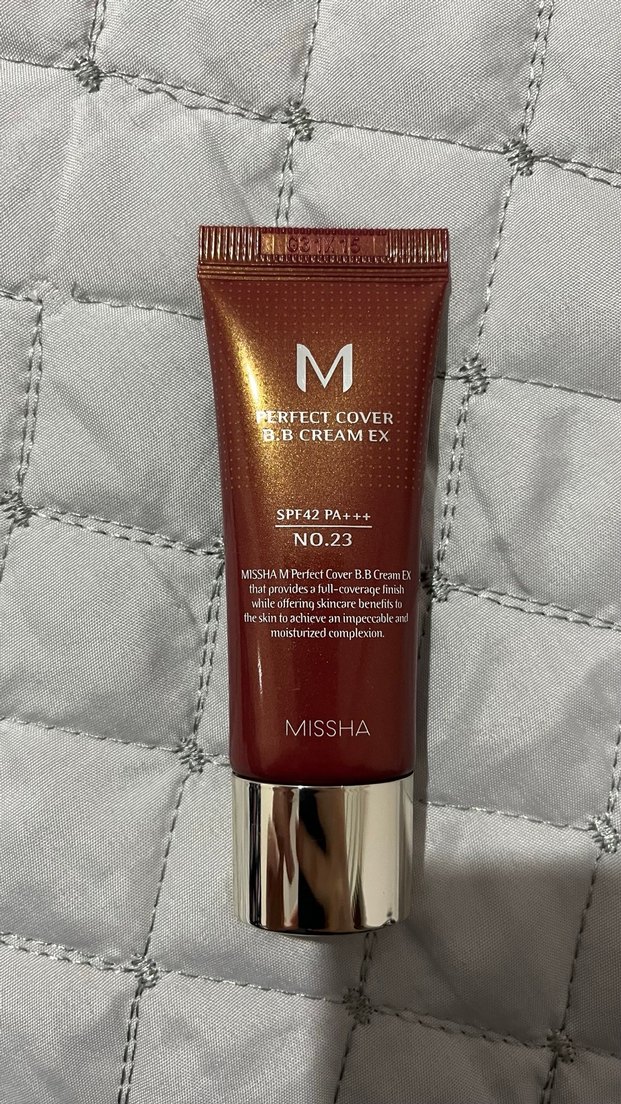 M
PERFECT COVER
B.B CREAM EX
SPF42 PA+++
NO.23
MISSHA M Perfect Cover B.B Cream EX
that provides a full-coverage finish
while offering skincare benefits to
the skin to achieve an impeccable and
moisturized complexion.
MISSHA